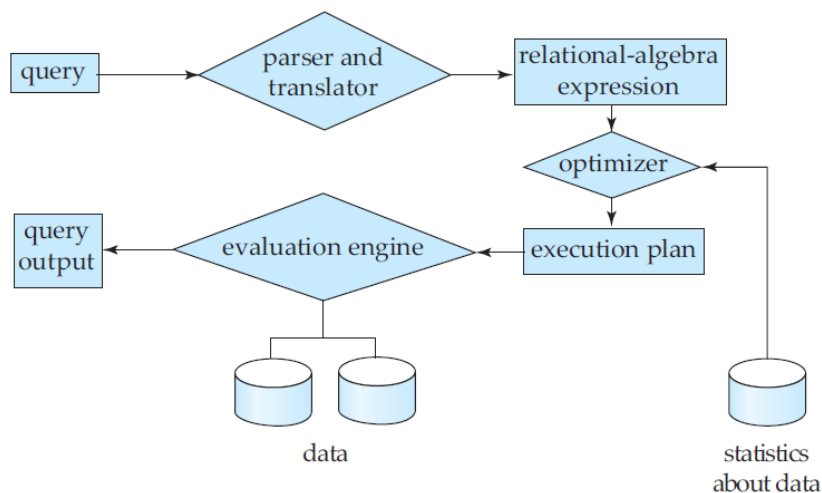 query
parser and
translator
relational-algebra
expression
optimizer
query
output
evaluation engine
execution plan
data
statistics
about data